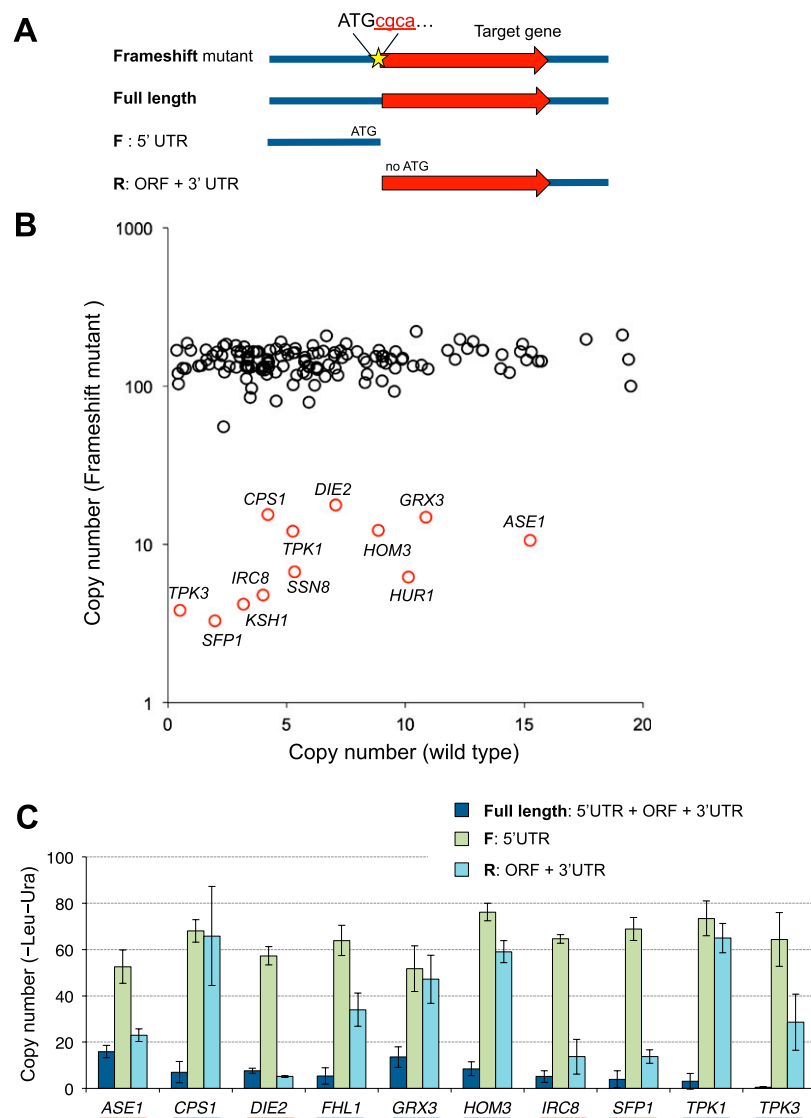 A
ATGcgca...
Target gene
Frameshift mutant
Full length
F : 5' UTR
ATG
no ATG
R: ORF + 3' UTR
B
Copy number (Frameshift mutant )
1000
100
10
1
CPS1
DIE2
GRX3
ASE1
TPK1
HOM3
IRC8
SSN8
HUR1
TPK3
KSH1
SFP1
0
5
10
15
20
Copy number (wild type)
C
Full length: 5'UTR + ORF + 3'UTR
F: 5'UTR
R: ORF + 3'UTR
Copy number (–Leu–Ura)
100
80
60
40
20
0
ASE1 CPS1 DIE2 FHL1 GRX3 HOM3 IRC8 SFP1 TPK1 TPK3